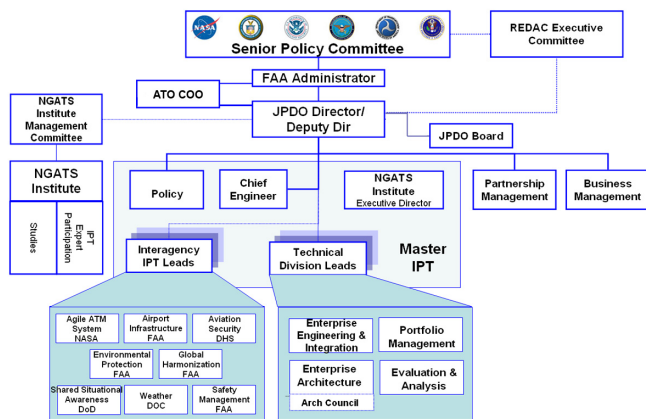 NASA
Senior Policy Committee
REDAC Executive
Committee
FAA Administrator
ATO COO
NGATS
Institute
Management
Committee
JPDO Director/
Deputy Dir
JPDO Board
NGATS
Institute
Studies
IPT
Expert
Participation
Policy
Chief
Engineer
NGATS
Institute
Executive Director
Partnership
Management
Business
Management
Interagency
IPT Leads
Technical
Division Leads
Master
IPT
Agile ATM
System
NASA
Airport
Infrastructure
FAA
Aviation
Security
DHS
Environmental
Protection
FAA
Global
Harmonization
FAA
Shared Situational
Awareness
DoD
Weather
DOC
Safety
Management
FAA
Enterprise
Engineering &
Integration
Portfolio
Management
Enterprise
Architecture
Evaluation &
Analysis
Arch Council